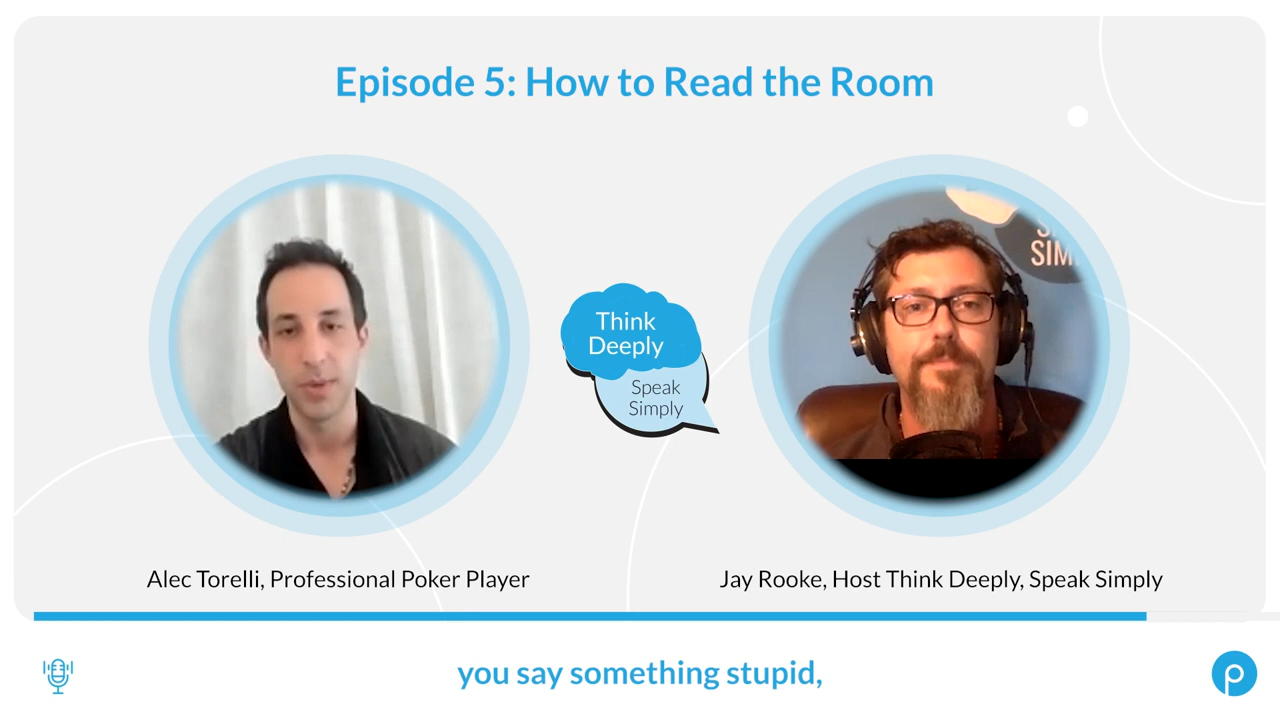 Episode 5: How to Read the Room
SIM
Think
Deeply
Speak
Simply
Alec Torelli, Professional Poker Player
Jay Rooke, Host Think Deeply, Speak Simply
you say something stupid,